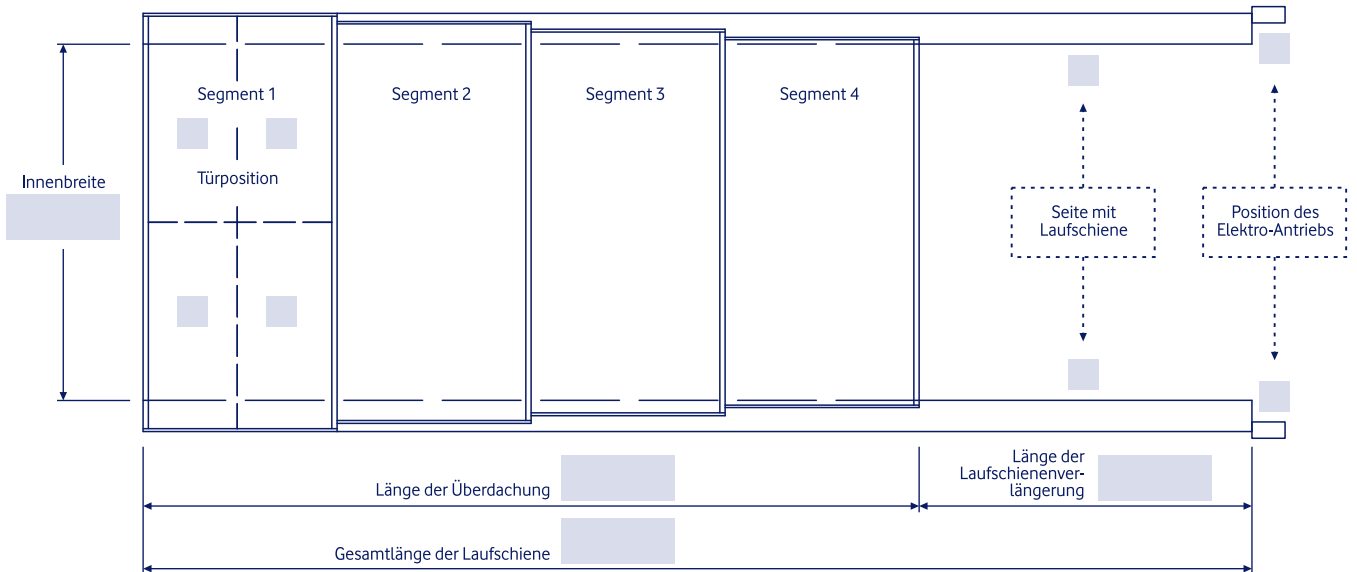 Segment 1
Segment 2
Segment 3
Segment 4
Türposition
Innenbreite
Seite mit
Laufschiene
Position des
Elektro-Antriebs
Länge der Überdachung
Länge der
Laufschienenver-
längerung
Gesamtlänge der Laufschiene